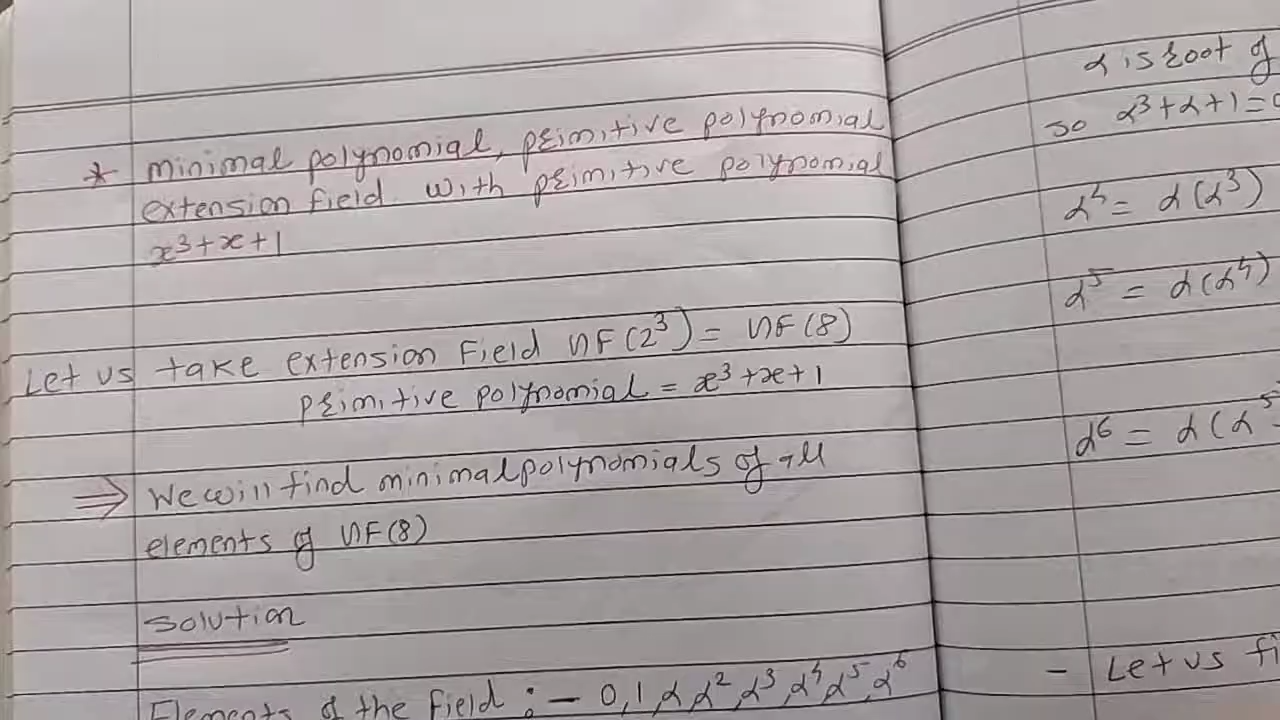 * Minimal polynomial, primitive polynomial
extension field with primitive polynomial
x³+x+1
Let us take extension Field GF(2³) = GF(8)
primitive polynomial = x³+x+1
⇒ We will find minimal polynomials of all
elements of GF(8)
Solution
Elements of the Field :- 0,1,α,α²,α³,α⁴,α⁵,α⁶
α is root of
so α³+α+1=0
α⁴ = α(α³)
α⁵ = α(α⁴)
α⁶ = α(α⁵
- Let us fi